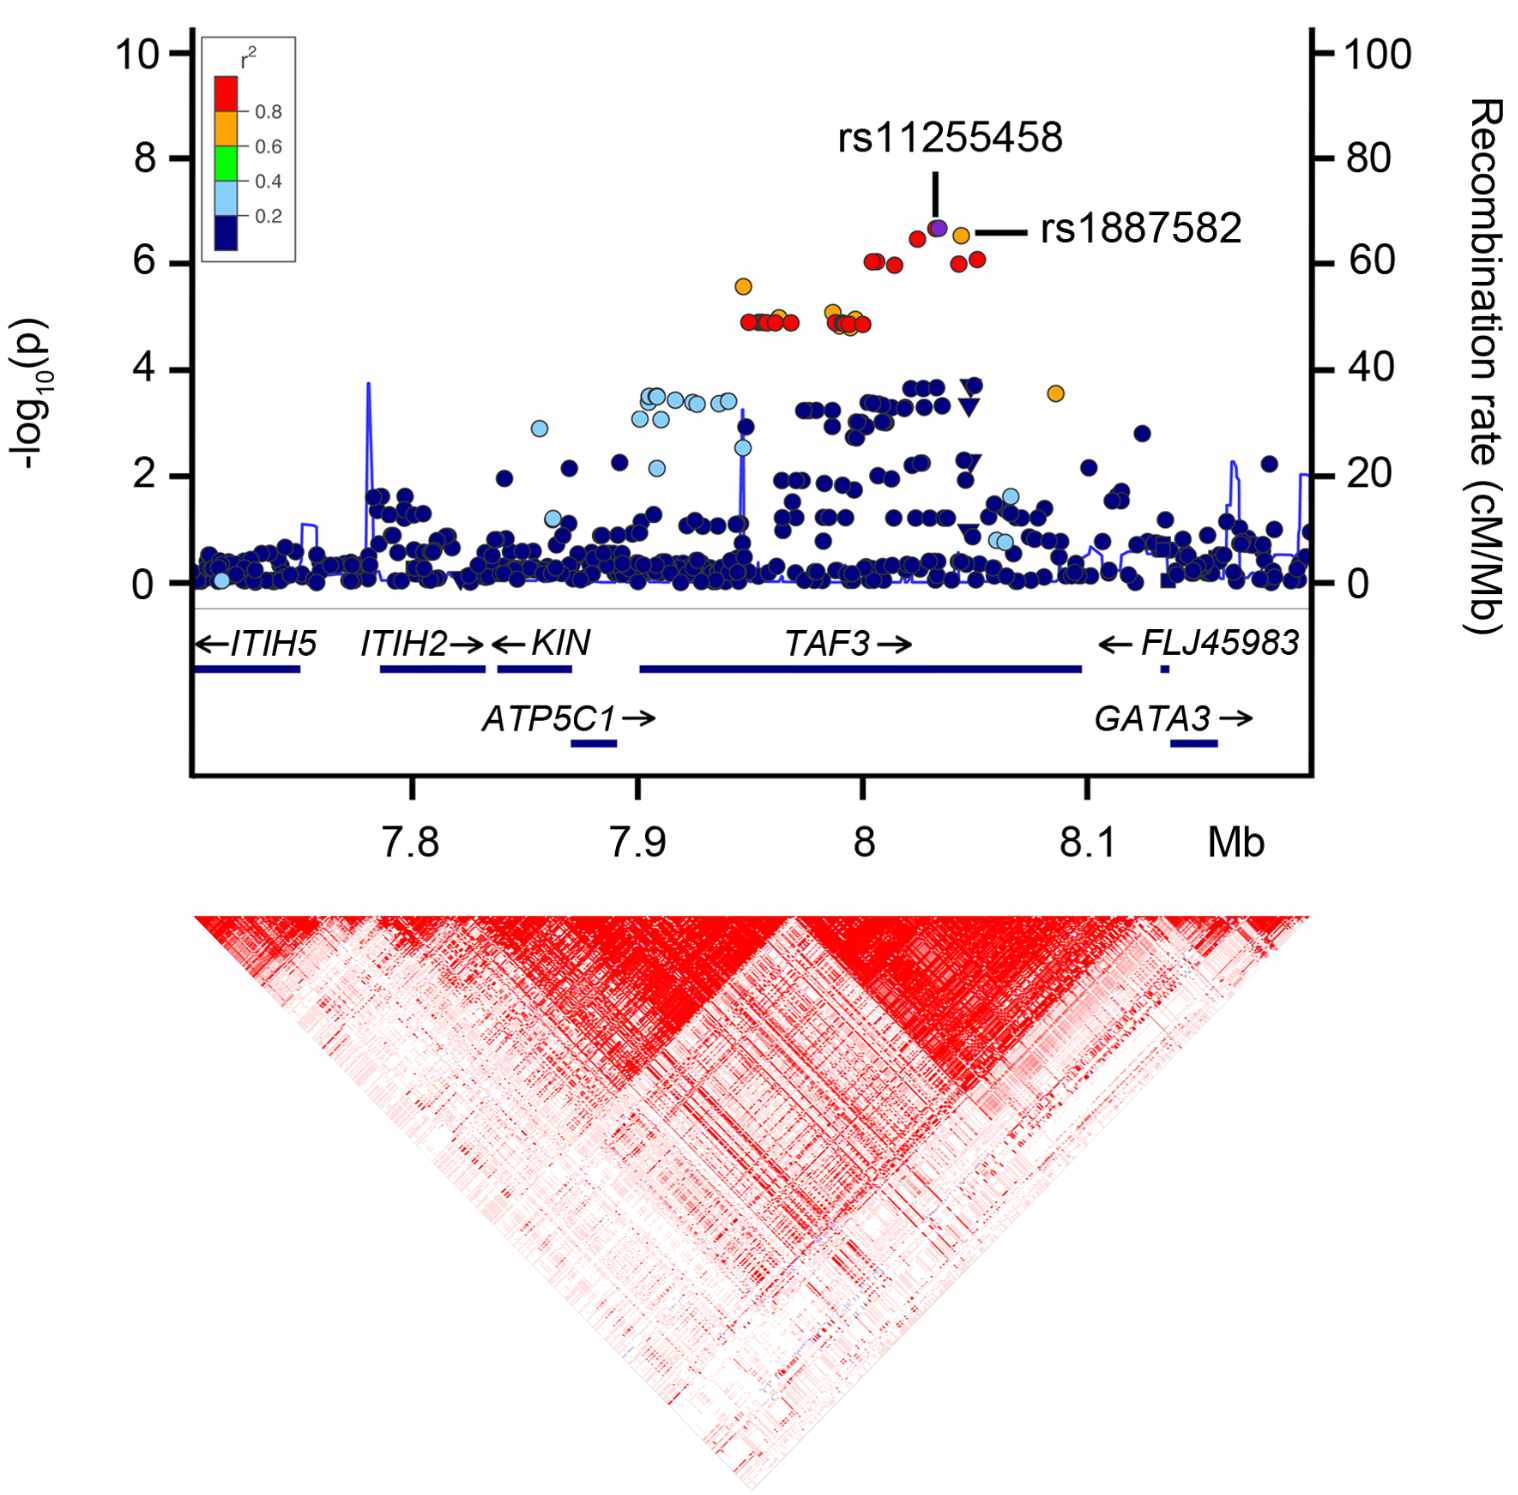 r2
0.8
0.6
0.4
0.2
10
8
6
4
2
0
-log10(p)
100
80
60
40
20
0
Recombination rate (cM/Mb)
rs11255458
rs1887582
←ITIH5 ITIH2→ ←KIN TAF3→ ← FLJ45983
ATP5C1→ GATA3→
7.8 7.9 8 8.1 Mb